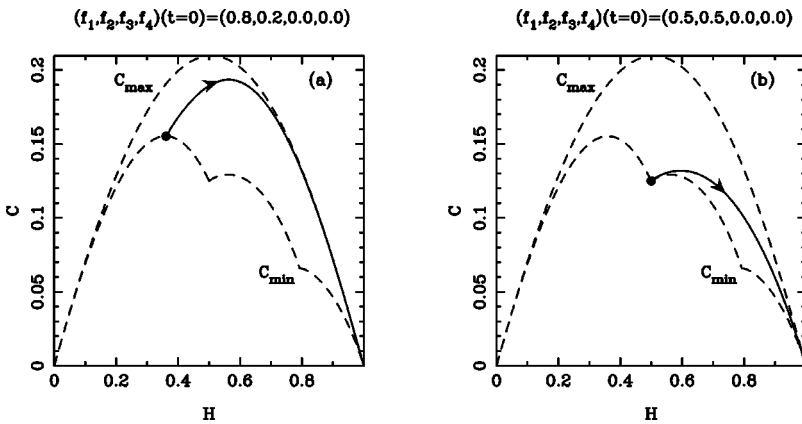 (f₁,f₂,f₃,f₄)(t=0)=(0.8,0.2,0.0,0.0)
(a)
Cmax
Cmin
C
0.2
0.15
0.1
0.05
0
0 0.2 0.4 0.6 0.8
H
(f₁,f₂,f₃,f₄)(t=0)=(0.5,0.5,0.0,0.0)
(b)
Cmax
Cmin
C
0.2
0.15
0.1
0.05
0
0 0.2 0.4 0.6 0.8
H